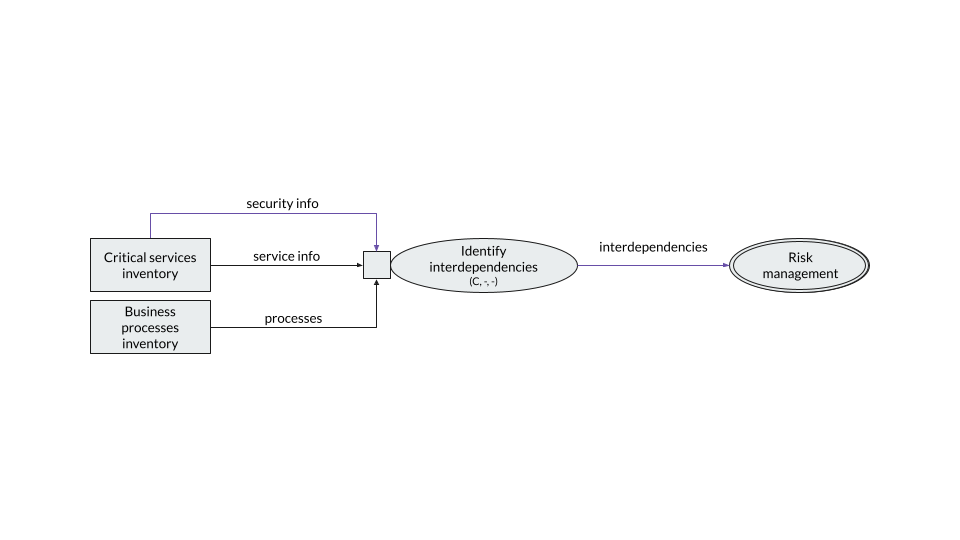 security info
Critical services
inventory
service info
Identify
interdependencies
(C, -, -)
interdependencies
Risk
management
Business
processes
inventory
processes